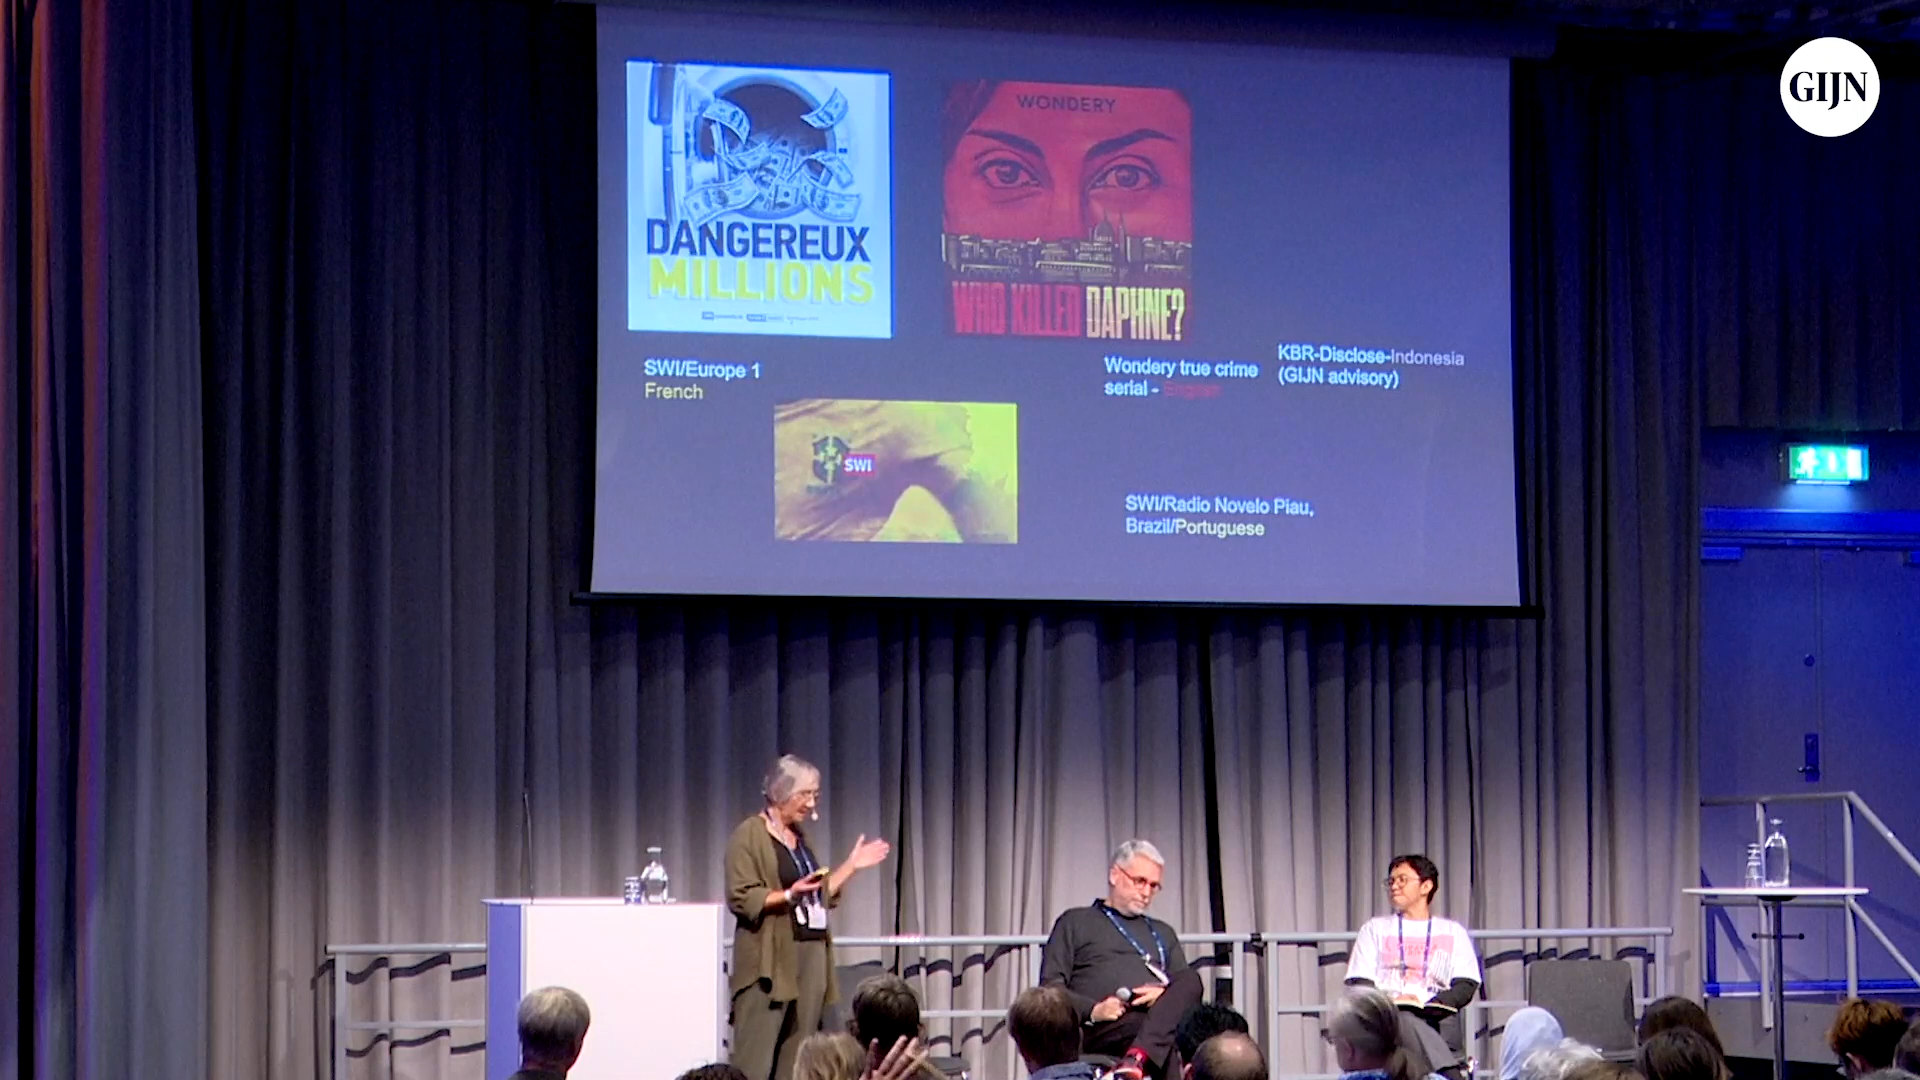 GIJN
WONDERY
DANGEREUX
MILLIONS
WHO KILLED DAPHNE?
SWI/Europe 1
French
Wondery true crime
serial - English
KBR-Disclose-Indonesia
(GIJN advisory)
SWI
SWI/Radio Novelo Piau,
Brazil/Portuguese